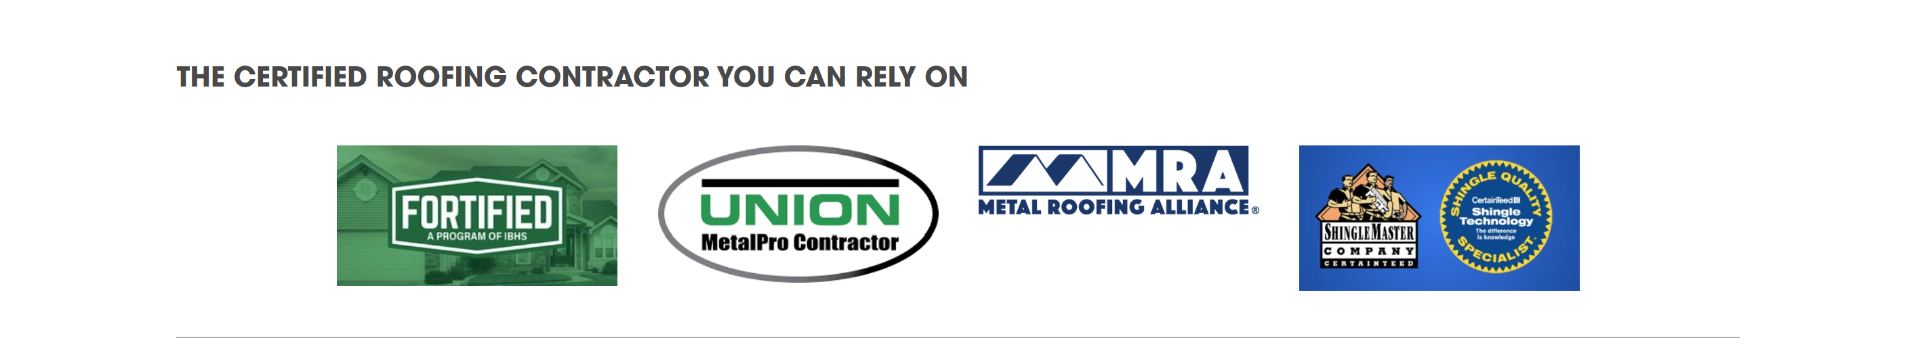 THE CERTIFIED ROOFING CONTRACTOR YOU CAN RELY ON
FORTIFIED
A PROGRAM OF IBHS
UNION
MetalPro Contractor
MRA
METAL ROOFING ALLIANCE®
SHINGLEMASTER
COMPANY
CERTAINTEED
SHINGLE QUALITY
CertainTeed
Shingle
Technology
The difference
is knowledge
SPECIALIST